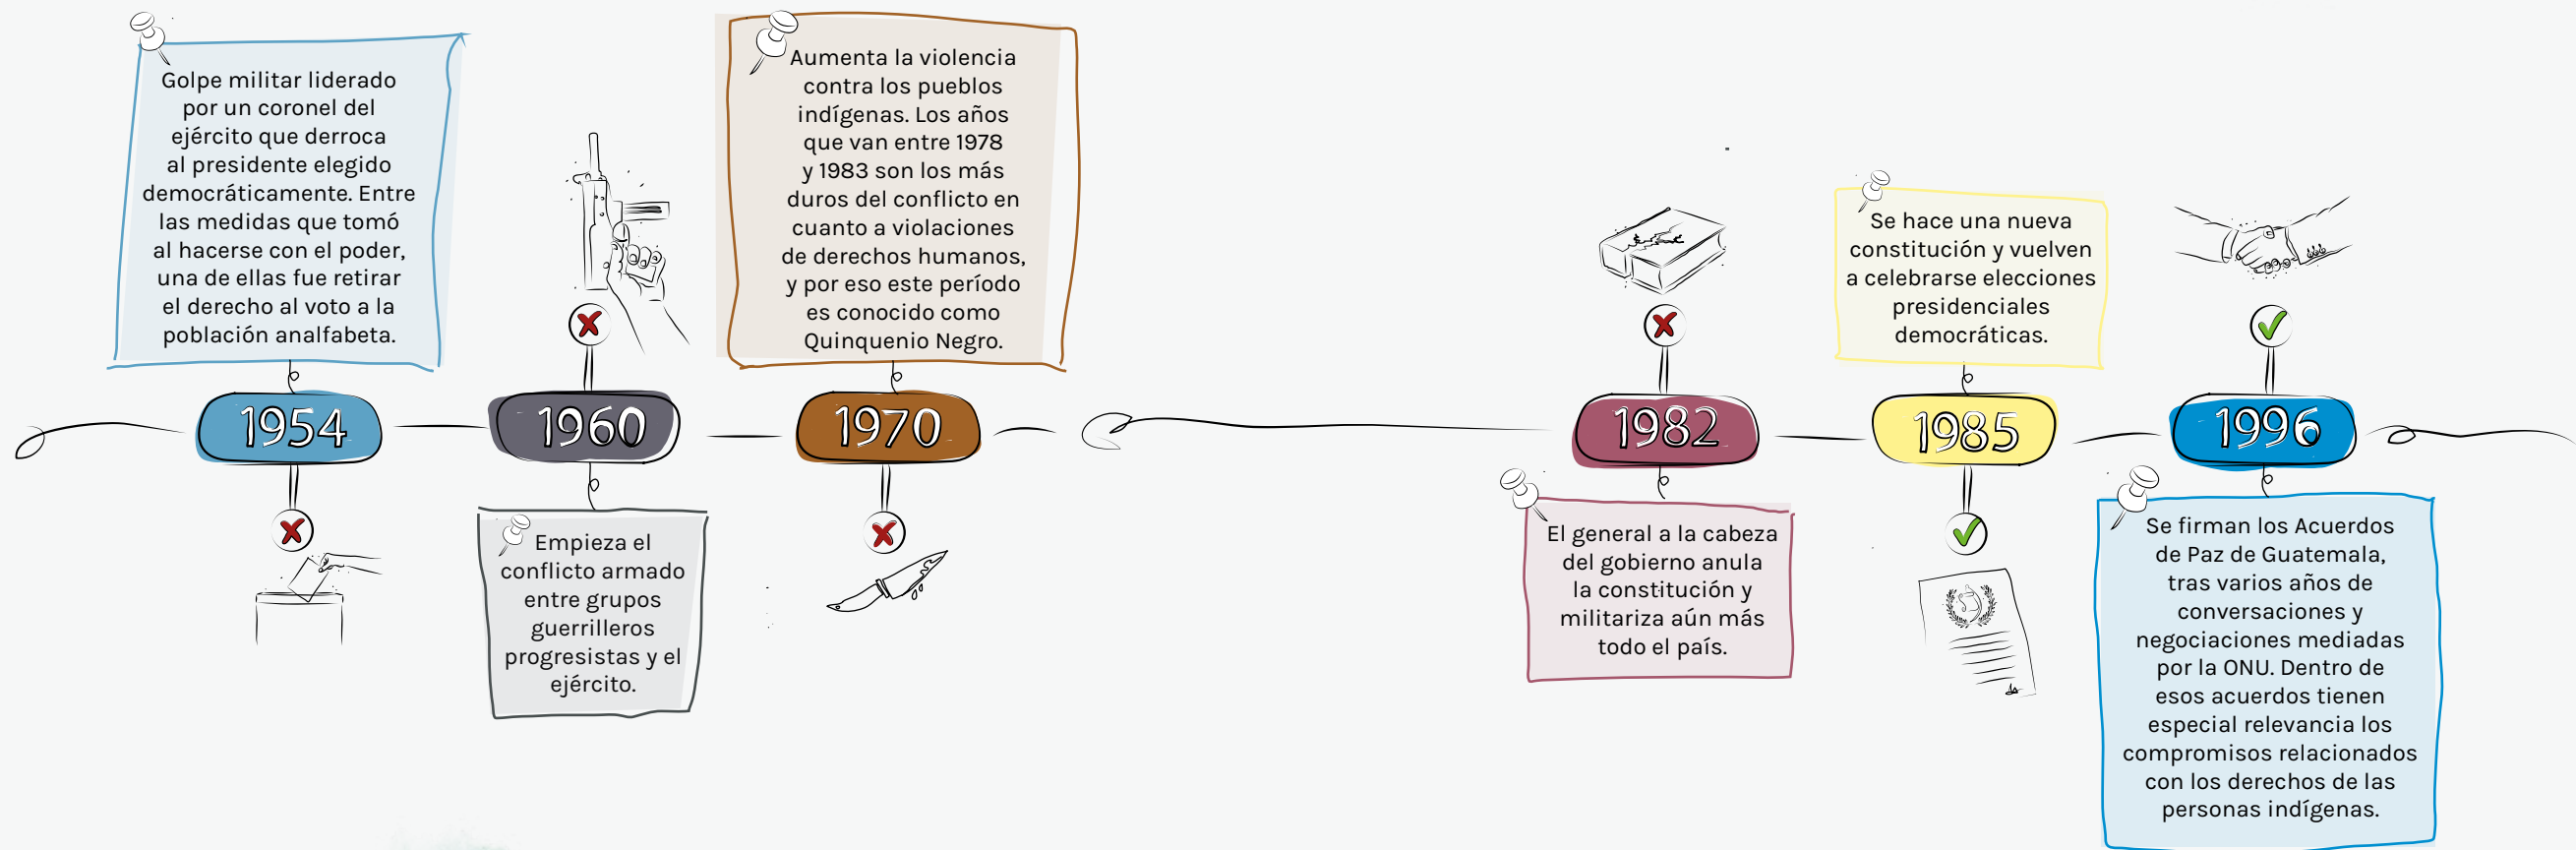 Golpe militar liderado
por un coronel del
ejército que derroca
al presidente elegido
democráticamente. Entre
las medidas que tomó
al hacerse con el poder,
una de ellas fue retirar
el derecho al voto a la
población analfabeta.
1954
1960
Empieza el
conflicto armado
entre grupos
guerrilleros
progresistas y el
ejército.
Aumenta la violencia
contra los pueblos
indígenas. Los años
que van entre 1978
y 1983 son los más
duros del conflicto en
cuanto a violaciones
de derechos humanos,
y por eso este período
es conocido como
Quinquenio Negro.
1970
1982
El general a la cabeza
del gobierno anula
la constitución y
militariza aún más
todo el país.
Se hace una nueva
constitución y vuelven
a celebrarse elecciones
presidenciales
democráticas.
1985
1996
Se firman los Acuerdos
de Paz de Guatemala,
tras varios años de
conversaciones y
negociaciones mediadas
por la ONU. Dentro de
esos acuerdos tienen
especial relevancia los
compromisos relacionados
con los derechos de las
personas indígenas.